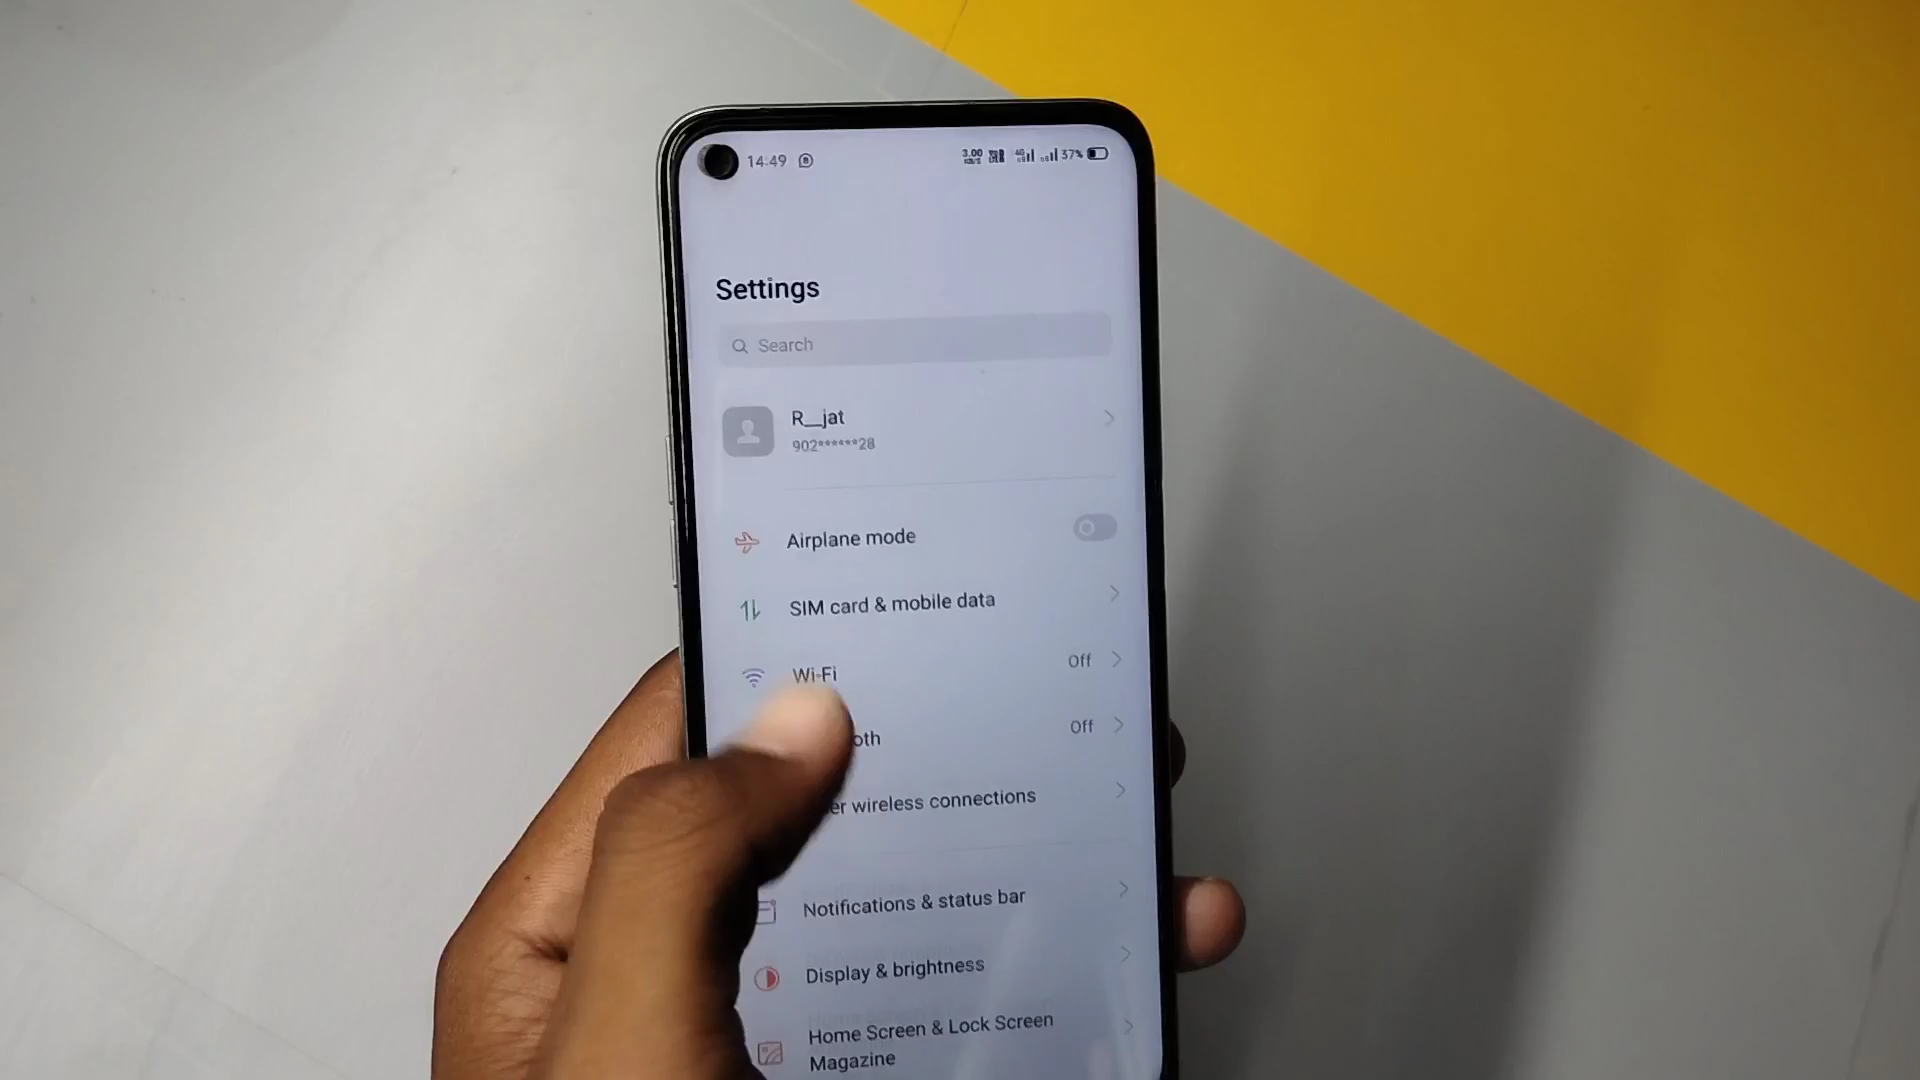 14:49 3.00 4G 37%
Settings
Search
R__jat
902******28
Airplane mode
SIM card & mobile data
Wi-Fi Off
oth Off
er wireless connections
Notifications & status bar
Display & brightness
Home Screen & Lock Screen
Magazine